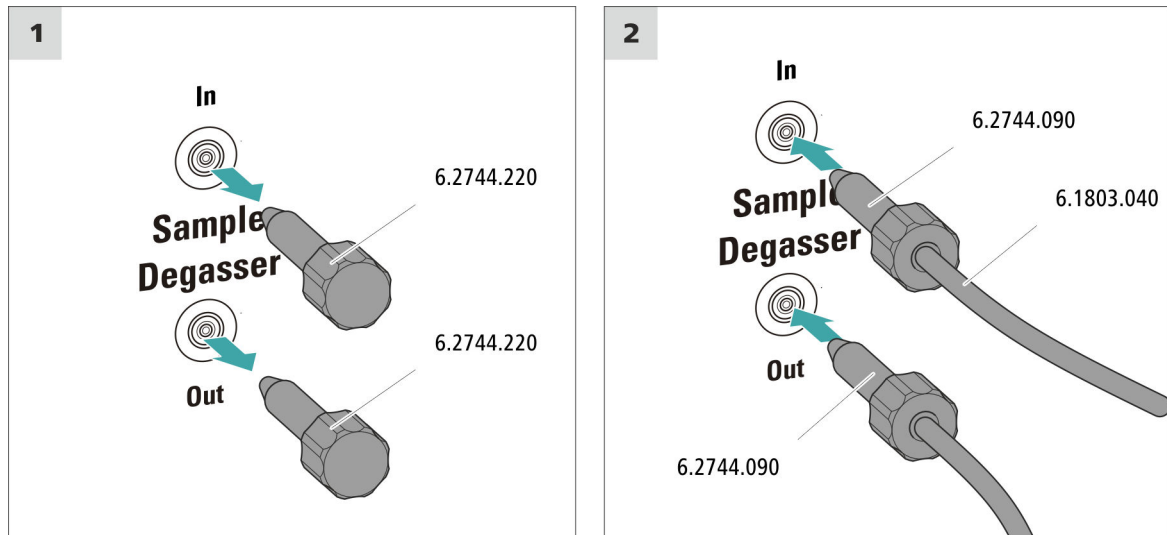 1
In
6.2744.220
Sample
Degasser
6.2744.220
Out
2
In
6.2744.090
6.1803.040
Sample
Degasser
Out
6.2744.090